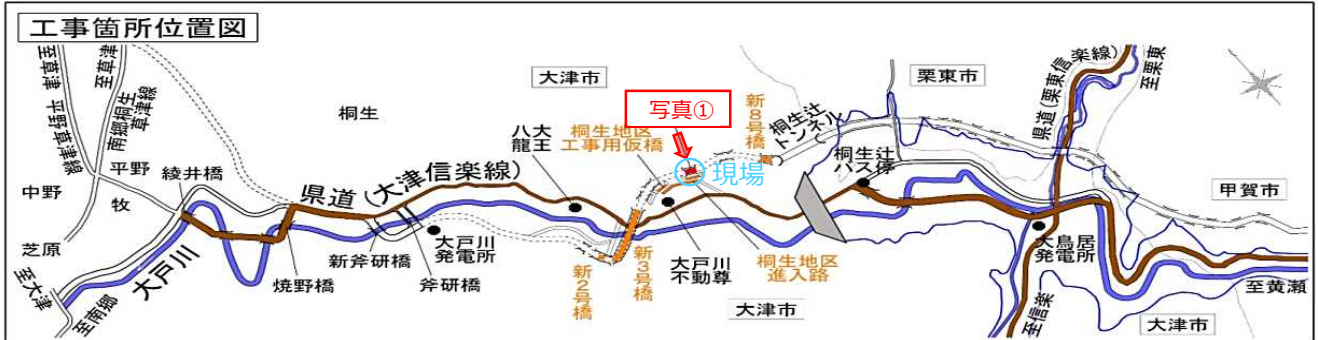 工事箇所位置図
至草津 平野草津線
南郷桐生草津線
至草津
桐生
大津市
写真①
新8号橋
桐生辻
トンネル
栗東市
県道(栗東信楽線)
至栗東
中野
平野
牧
綾井橋
県道(大津信楽線)
八大
龍王
桐生地区
工事用仮橋
現場
桐生辻
バス停
甲賀市
芝原
至大津
至南郷
大戸川
焼野橋
新斧研橋
斧研橋
大戸川
発電所
新2号橋
新3号橋
大戸川
不動尊
桐生地区
進入路
大津市
大鳥居
発電所
至信楽
至黄瀬
大津市